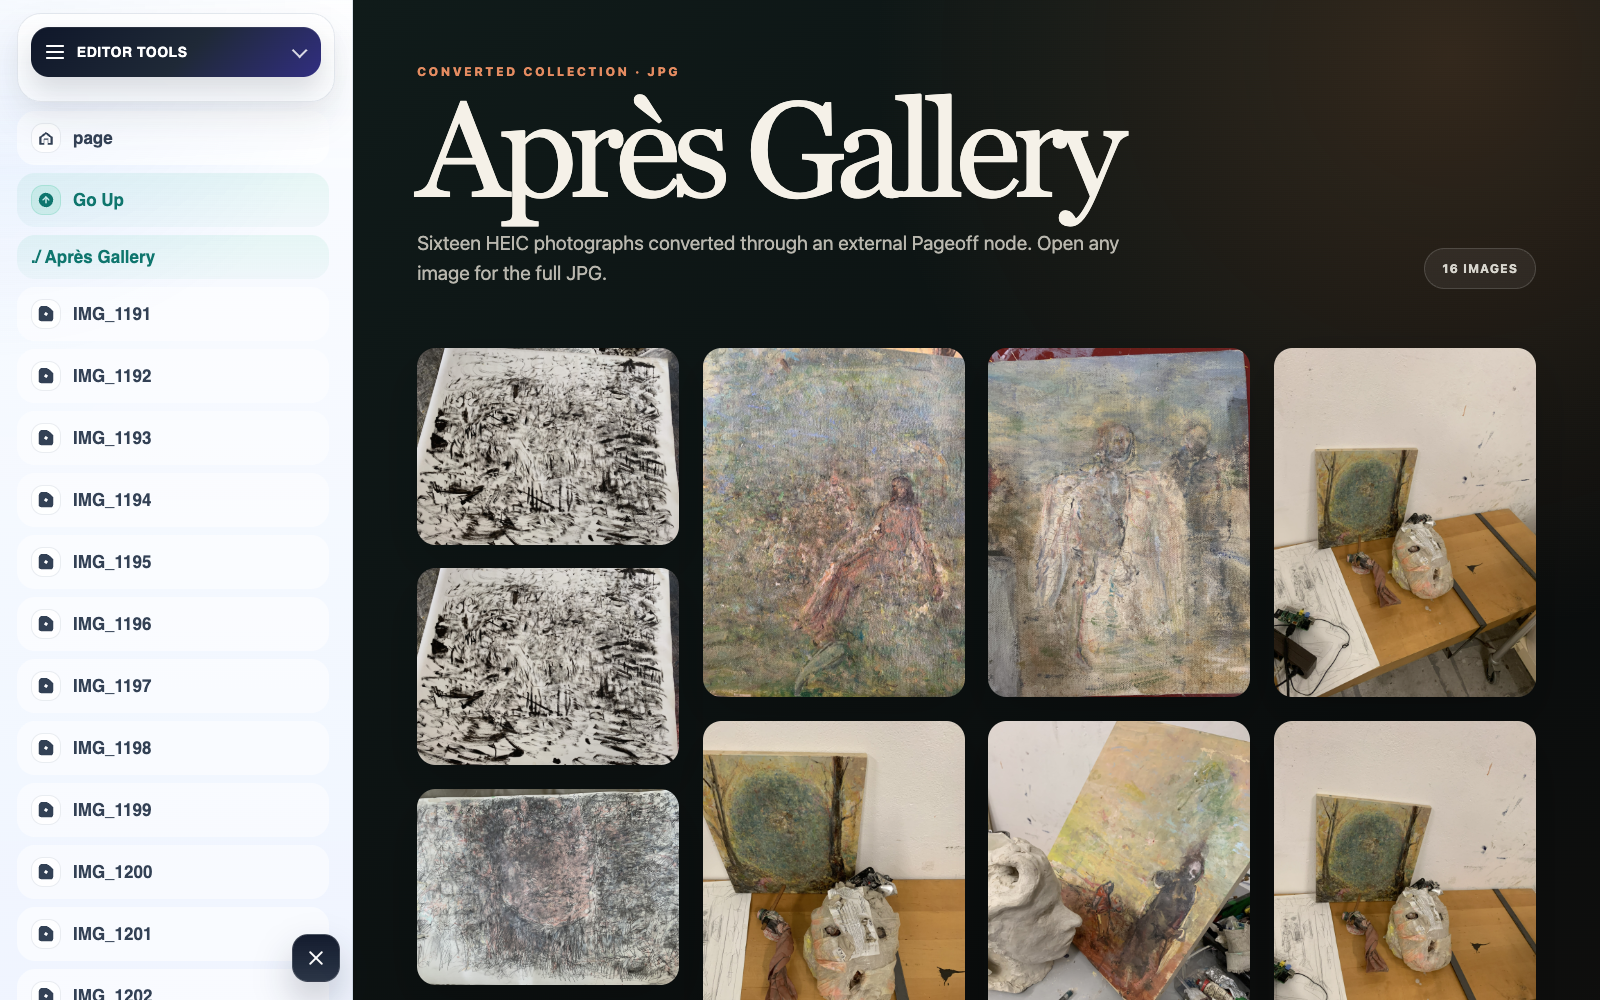 EDITOR TOOLS
page
Go Up
./ Après Gallery
IMG_1191
IMG_1192
IMG_1193
IMG_1194
IMG_1195
IMG_1196
IMG_1197
IMG_1198
IMG_1199
IMG_1200
IMG_1201
IMG_1202
CONVERTED COLLECTION · JPG
Après Gallery
Sixteen HEIC photographs converted through an external Pageoff node. Open any
image for the full JPG.
16 IMAGES